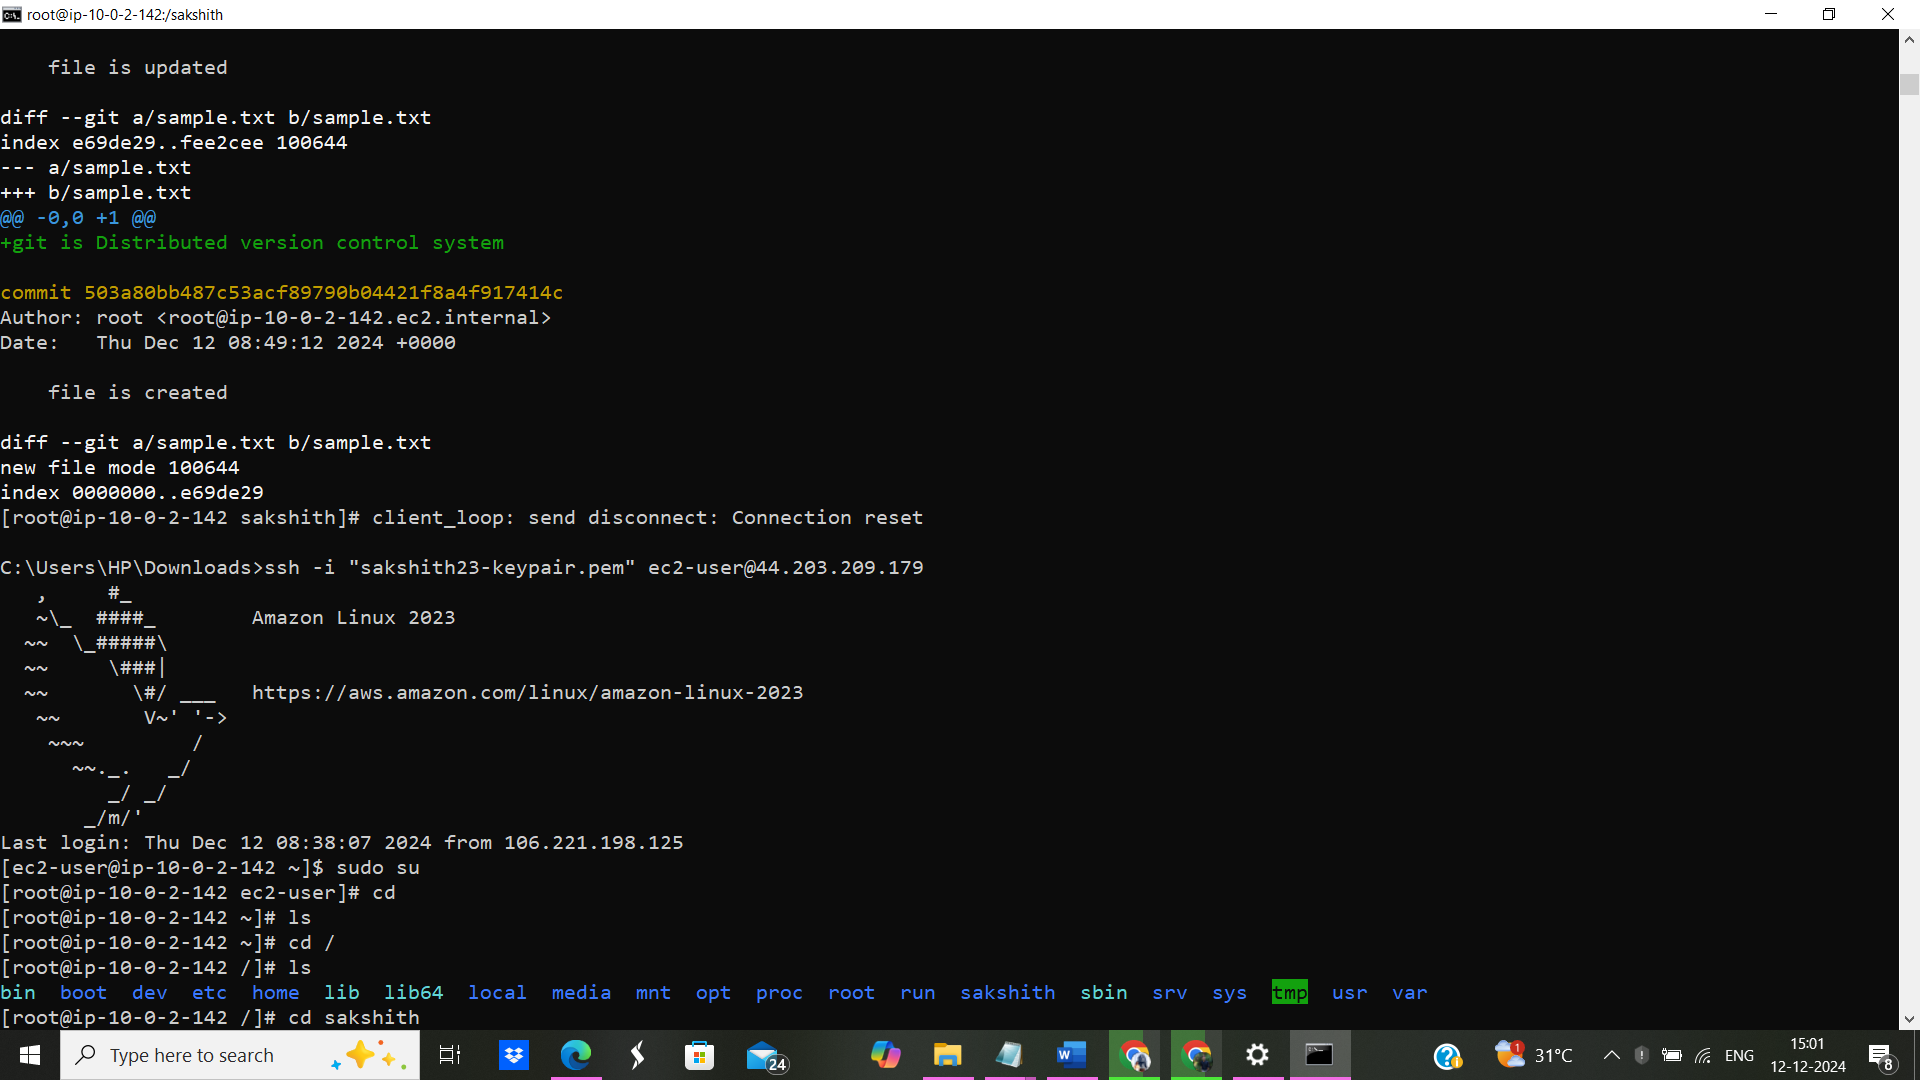 root@ip-10-0-2-142:/sakshith
    file is updated
diff --git a/sample.txt b/sample.txt
index e69de29..fee2cee 100644
--- a/sample.txt
+++ b/sample.txt
@@ -0,0 +1 @@
+git is Distributed version control system
commit 503a80bb487c53acf89790b04421f8a4f917414c
Author: root <root@ip-10-0-2-142.ec2.internal>
Date:   Thu Dec 12 08:49:12 2024 +0000
    file is created
diff --git a/sample.txt b/sample.txt
new file mode 100644
index 0000000..e69de29
[root@ip-10-0-2-142 sakshith]# client_loop: send disconnect: Connection reset
C:\Users\HP\Downloads>ssh -i "sakshith23-keypair.pem" ec2-user@44.203.209.179
   ,     #_
   ~\_  ####_        Amazon Linux 2023
  ~~  \_#####\
  ~~     \###|
  ~~       \#/ ___   https://aws.amazon.com/linux/amazon-linux-2023
   ~~       V~' '->
    ~~~         /
      ~~._.   _/
         _/ _/
       _/m/'
Last login: Thu Dec 12 08:38:07 2024 from 106.221.198.125
[ec2-user@ip-10-0-2-142 ~]$ sudo su
[root@ip-10-0-2-142 ec2-user]# cd
[root@ip-10-0-2-142 ~]# ls
[root@ip-10-0-2-142 ~]# cd /
[root@ip-10-0-2-142 /]# ls
bin  boot  dev  etc  home  lib  lib64  local  media  mnt  opt  proc  root  run  sakshith  sbin  srv  sys  tmp  usr  var
[root@ip-10-0-2-142 /]# cd sakshith
Type here to search
24
1
31°C
ENG
15:01
12-12-2024
8